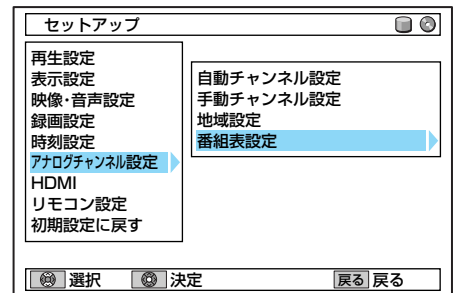 セットアップ
再生設定
表示設定
映像・音声設定
録画設定
時刻設定
アナログチャンネル設定
HDMI
リモコン設定
初期設定に戻す
自動チャンネル設定
手動チャンネル設定
地域設定
番組表設定
選択 決定 戻る 戻る